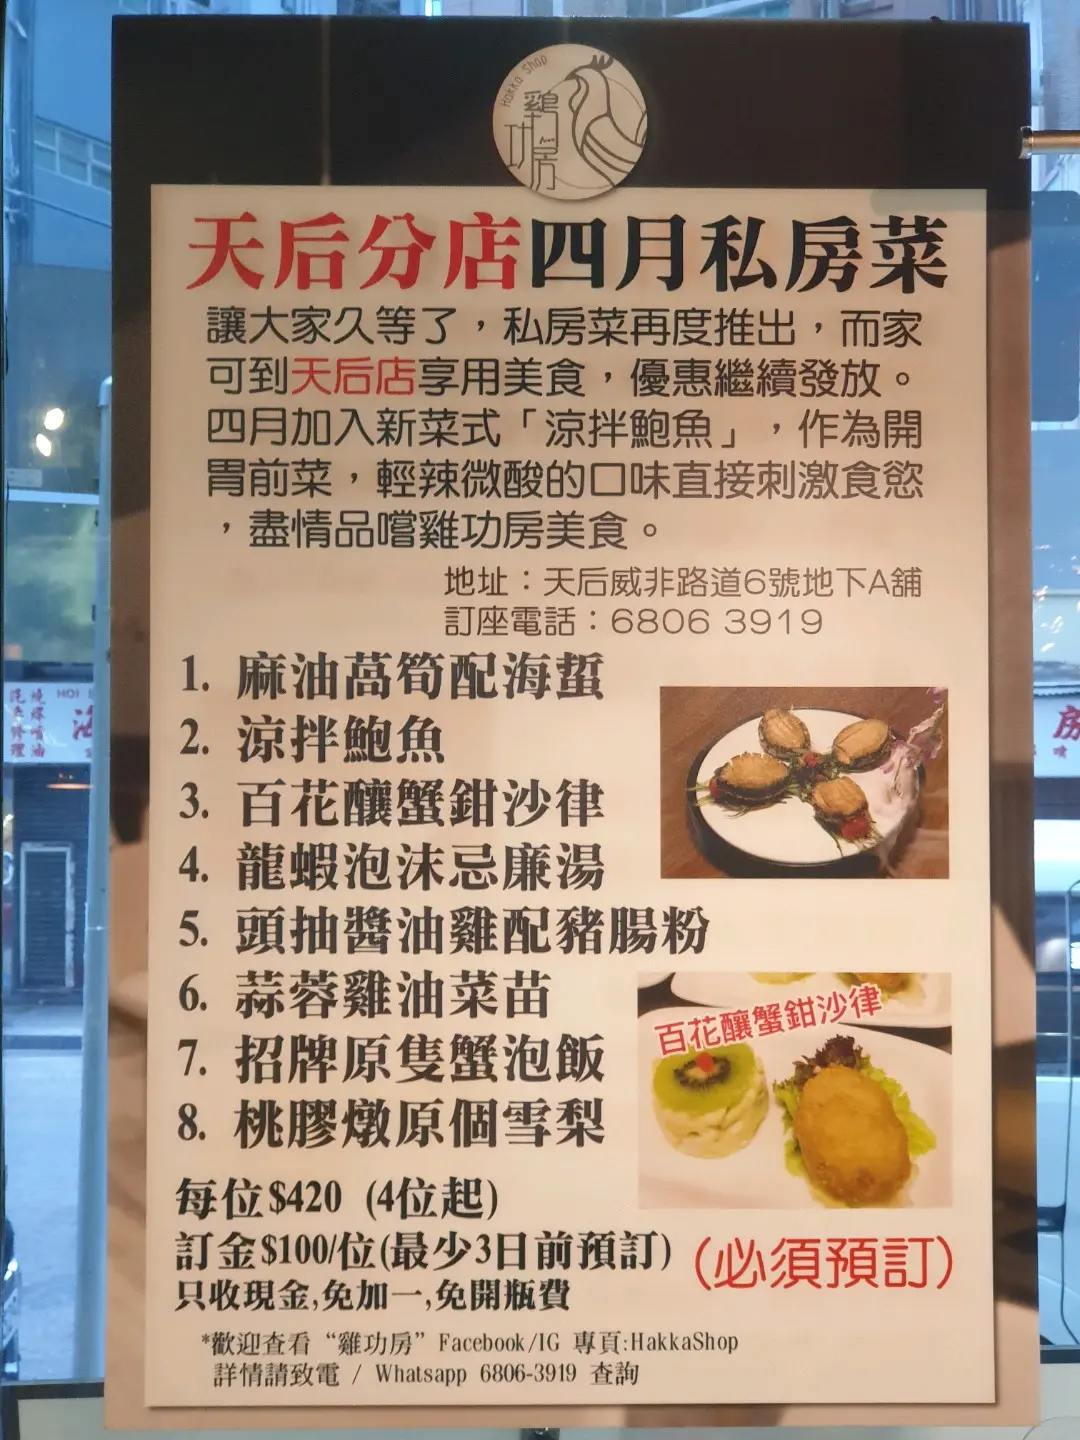 Hakka Shop
雞功房
天后分店四月私房菜
讓大家久等了，私房菜再度推出，而家
可到天后店享用美食，優惠繼續發放。
四月加入新菜式「涼拌鮑魚」，作為開
胃前菜，輕辣微酸的口味直接刺激食慾
，盡情品嚐雞功房美食。
地址：天后威非路道6號地下A舖
訂座電話：6806 3919
1. 麻油萵筍配海蜇
2. 涼拌鮑魚
3. 百花釀蟹鉗沙律
4. 龍蝦泡沫忌廉湯
5. 頭抽醬油雞配豬腸粉
6. 蒜蓉雞油菜苗
7. 招牌原隻蟹泡飯
8. 桃膠燉原個雪梨
百花釀蟹鉗沙律
每位$420 (4位起)
訂金$100/位(最少3日前預訂)
(必須預訂)
只收現金,免加一,免開瓶費
*歡迎查看“雞功房”Facebook/IG 專頁:HakkaShop
詳情請致電 / Whatsapp 6806-3919 查詢